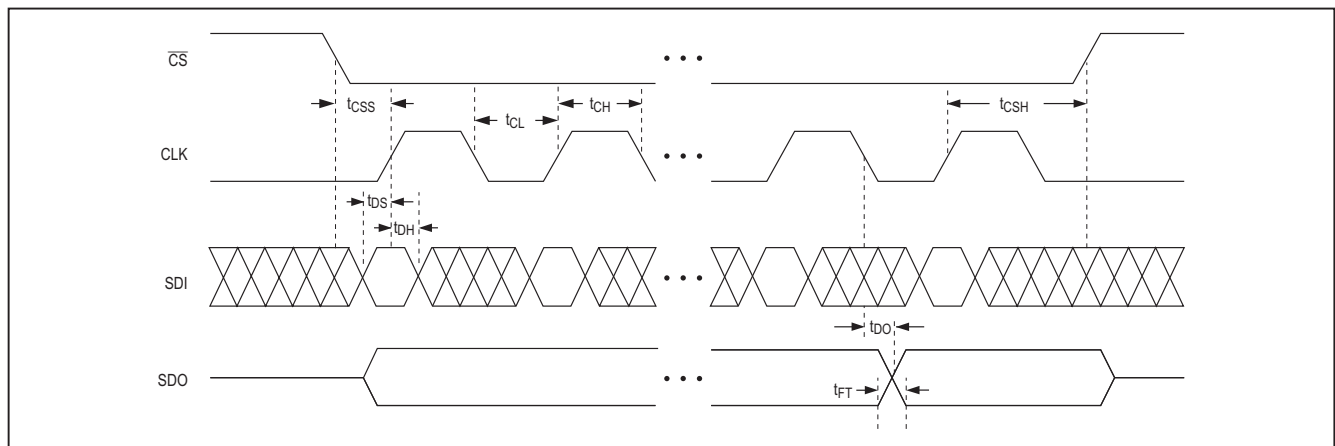 CS
tCSS
tCL
tCH
tCSH
CLK
tDS
tDH
SDI
tDO
SDO
tFT